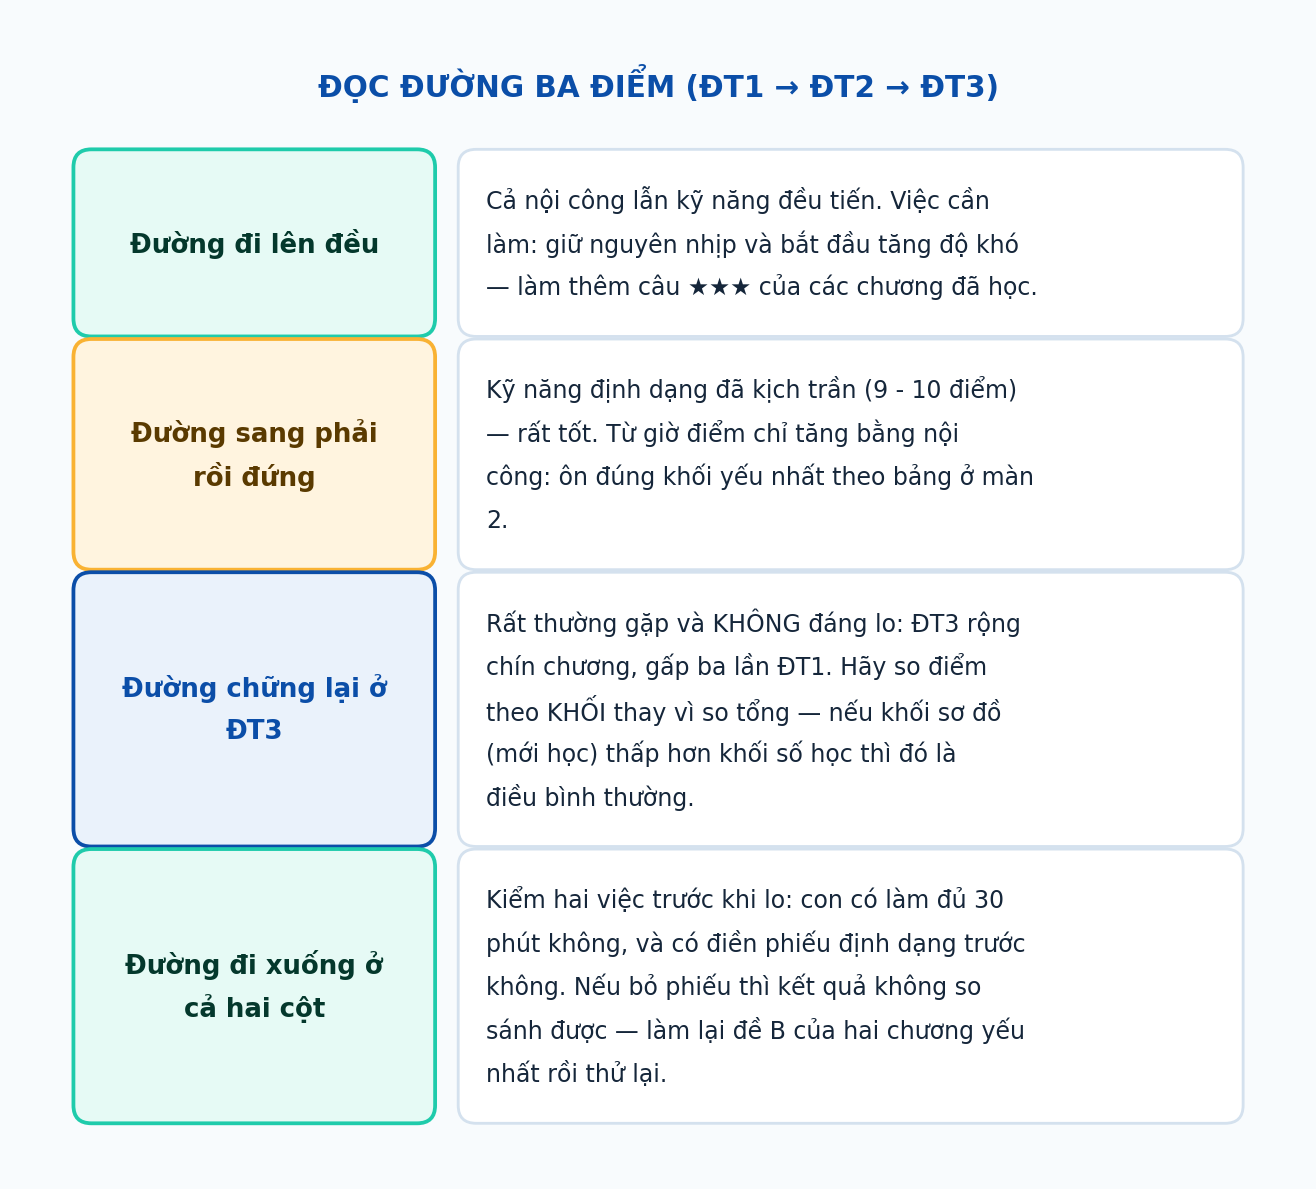 ĐỌC ĐƯỜNG BA ĐIỂM (ĐT1 → ĐT2 → ĐT3)
Đường đi lên đều
Cả nội công lẫn kỹ năng đều tiến. Việc cần
làm: giữ nguyên nhịp và bắt đầu tăng độ khó
— làm thêm câu ★★★ của các chương đã học.
Đường sang phải
rồi đứng
Kỹ năng định dạng đã kịch trần (9 - 10 điểm)
— rất tốt. Từ giờ điểm chỉ tăng bằng nội
công: ôn đúng khối yếu nhất theo bảng ở màn
2.
Đường chững lại ở
ĐT3
Rất thường gặp và KHÔNG đáng lo: ĐT3 rộng
chín chương, gấp ba lần ĐT1. Hãy so điểm
theo KHỐI thay vì so tổng — nếu khối sơ đồ
(mới học) thấp hơn khối số học thì đó là
điều bình thường.
Đường đi xuống ở
cả hai cột
Kiểm hai việc trước khi lo: con có làm đủ 30
phút không, và có điền phiếu định dạng trước
không. Nếu bỏ phiếu thì kết quả không so
sánh được — làm lại đề B của hai chương yếu
nhất rồi thử lại.